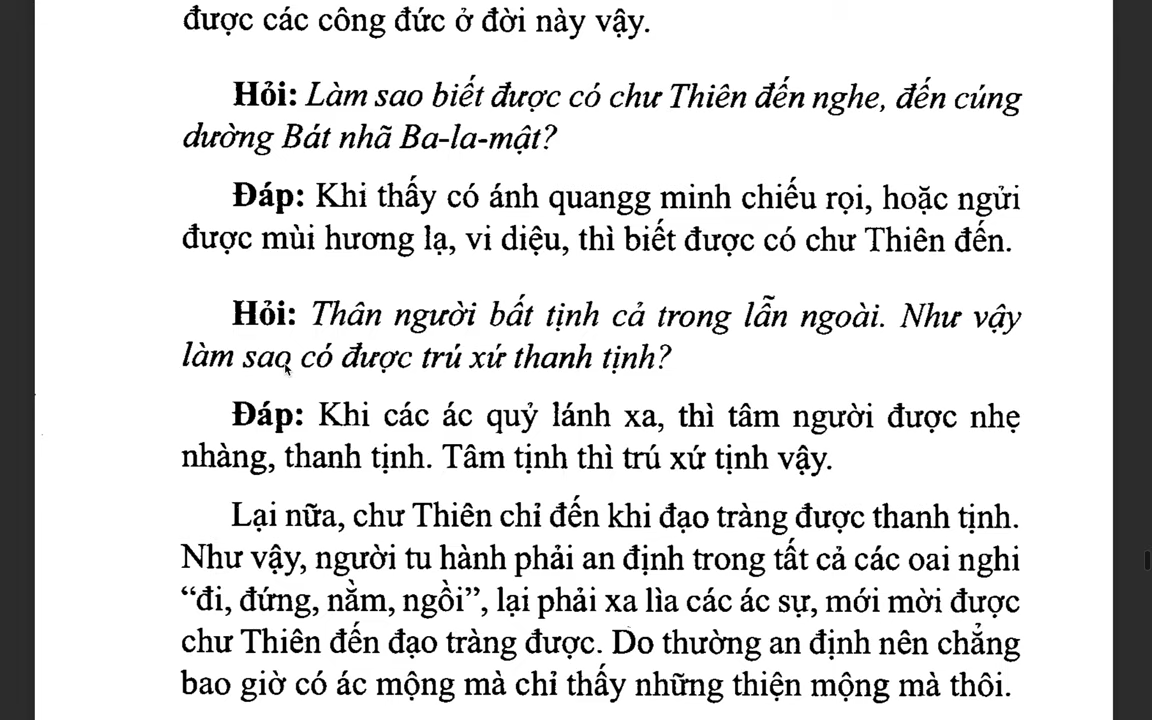 được các công đức ở đời này vậy.
Hỏi: Làm sao biết được có chư Thiên đến nghe, đến cúng
dường Bát nhã Ba-la-mật?
Đáp: Khi thấy có ánh quangg minh chiếu rọi, hoặc ngửi
được mùi hương lạ, vi diệu, thì biết được có chư Thiên đến.
Hỏi: Thân người bất tịnh cả trong lẫn ngoài. Như vậy
làm sao có được trú xứ thanh tịnh?
Đáp: Khi các ác quỷ lánh xa, thì tâm người được nhẹ
nhàng, thanh tịnh. Tâm tịnh thì trú xứ tịnh vậy.
Lại nữa, chư Thiên chỉ đến khi đạo tràng được thanh tịnh.
Như vậy, người tu hành phải an định trong tất cả các oai nghi
“đi, đứng, nằm, ngồi”, lại phải xa lìa các ác sự, mới mời được
chư Thiên đến đạo tràng được. Do thường an định nên chẳng
bao giờ có ác mộng mà chỉ thấy những thiện mộng mà thôi.